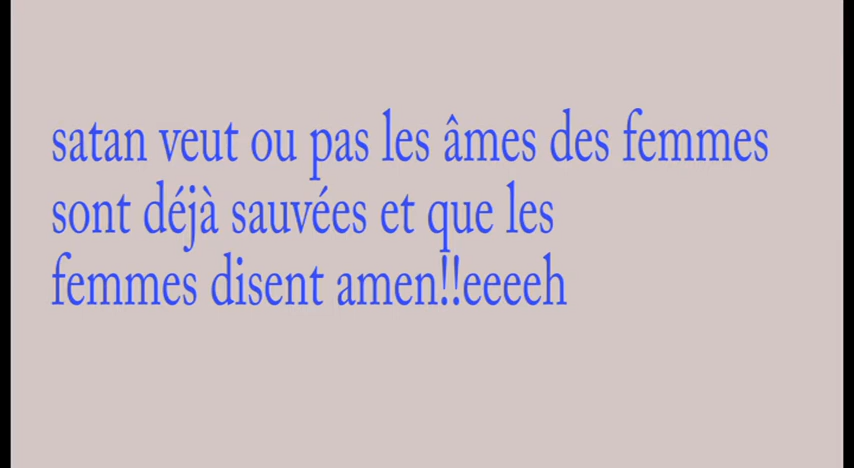 satan veut ou pas les âmes des femmes
sont déjà sauvées et que les
femmes disent amen!!eeeeh